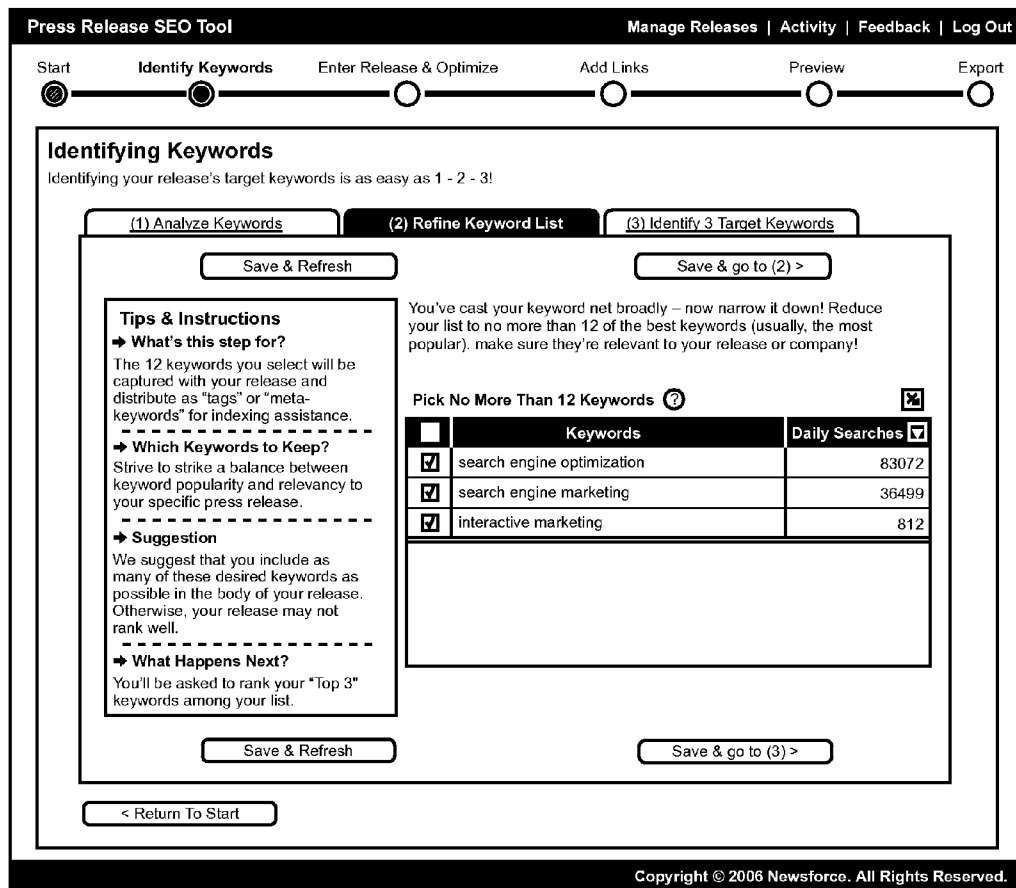 Press Release SEO Tool
Manage Releases | Activity | Feedback | Log Out
Start
Identify Keywords
Enter Release & Optimize
Add Links
Preview
Export
Identifying Keywords
Identifying your release's target keywords is as easy as 1 - 2 - 3!
(1) Analyze Keywords
(2) Refine Keyword List
(3) Identify 3 Target Keywords
Save & Refresh
Save & go to (2) >
Tips & Instructions
➔ What's this step for?
The 12 keywords you select will be
captured with your release and
distribute as "tags" or "meta-
keywords" for indexing assistance.
➔ Which Keywords to Keep?
Strive to strike a balance between
keyword popularity and relevancy to
your specific press release.
➔ Suggestion
We suggest that you include as
many of these desired keywords as
possible in the body of your release.
Otherwise, your release may not
rank well.
➔ What Happens Next?
You'll be asked to rank your "Top 3"
keywords among your list.
You've cast your keyword net broadly – now narrow it down! Reduce
your list to no more than 12 of the best keywords (usually, the most
popular). make sure they're relevant to your release or company!
Pick No More Than 12 Keywords ?
Keywords Daily Searches
search engine optimization 83072
search engine marketing 36499
interactive marketing 812
Save & Refresh
Save & go to (3) >
< Return To Start
Copyright © 2006 Newsforce. All Rights Reserved.